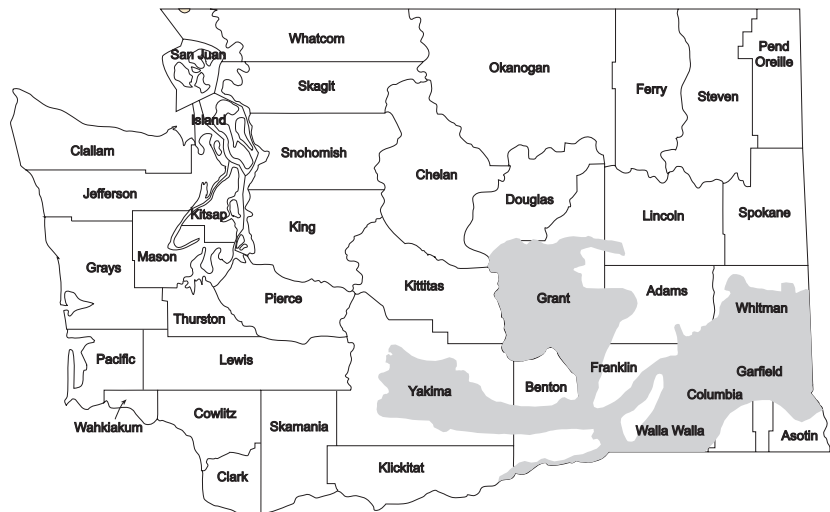 Whatcom
San Juan
Skagit
Island
Okanogan
Pend
Oreille
Ferry
Steven
Clallam
Snohomish
Chelan
Jefferson
Douglas
Kitsap
Lincoln
Spokane
King
Mason
Grays
Kittitas
Pierce
Grant
Adams
Whitman
Thurston
Pacific
Lewis
Yakima
Benton
Franklin
Garfield
Columbia
Wahkiakum
Cowlitz
Skamania
Walla Walla
Asotin
Clark
Klickitat